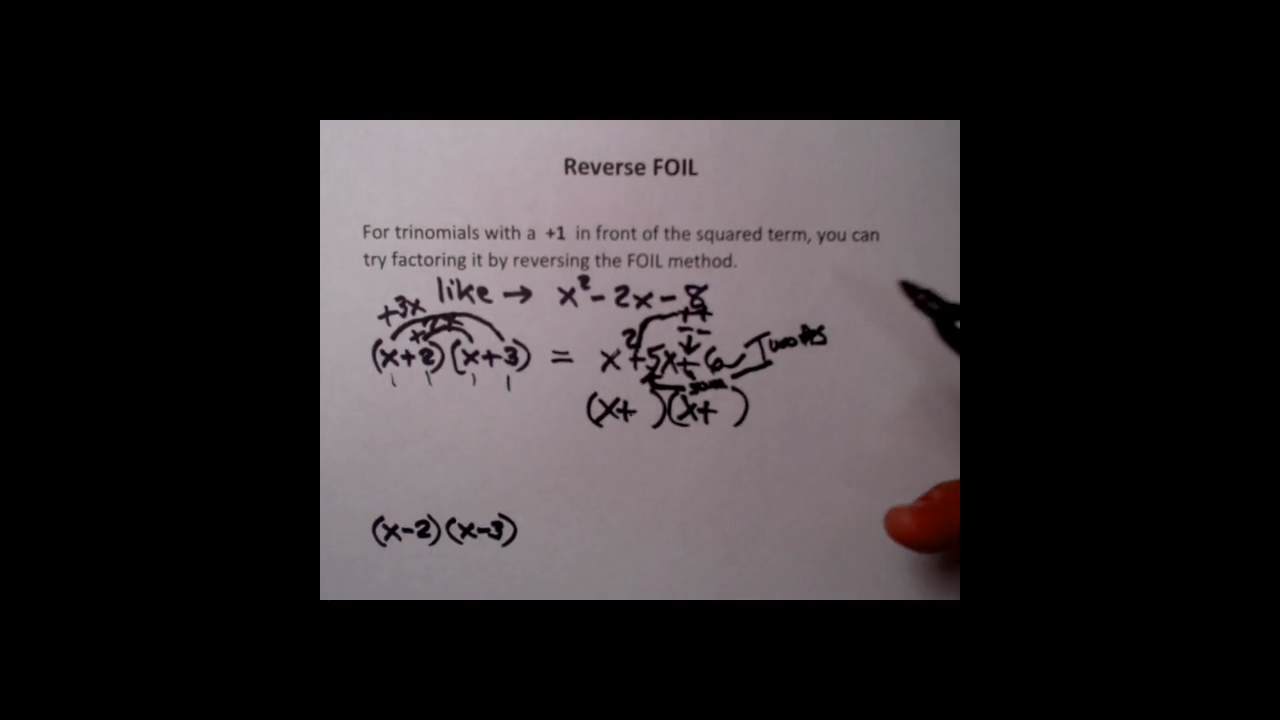 Reverse FOIL
For trinomials with a +1 in front of the squared term, you can
try factoring it by reversing the FOIL method.
like → x² - 2x - 8
+3x
+2x
++
--
(x+2)(x+3) = x²+5x+6 Two #s
sum
(x+ )(x+ )
(x-2)(x-3)